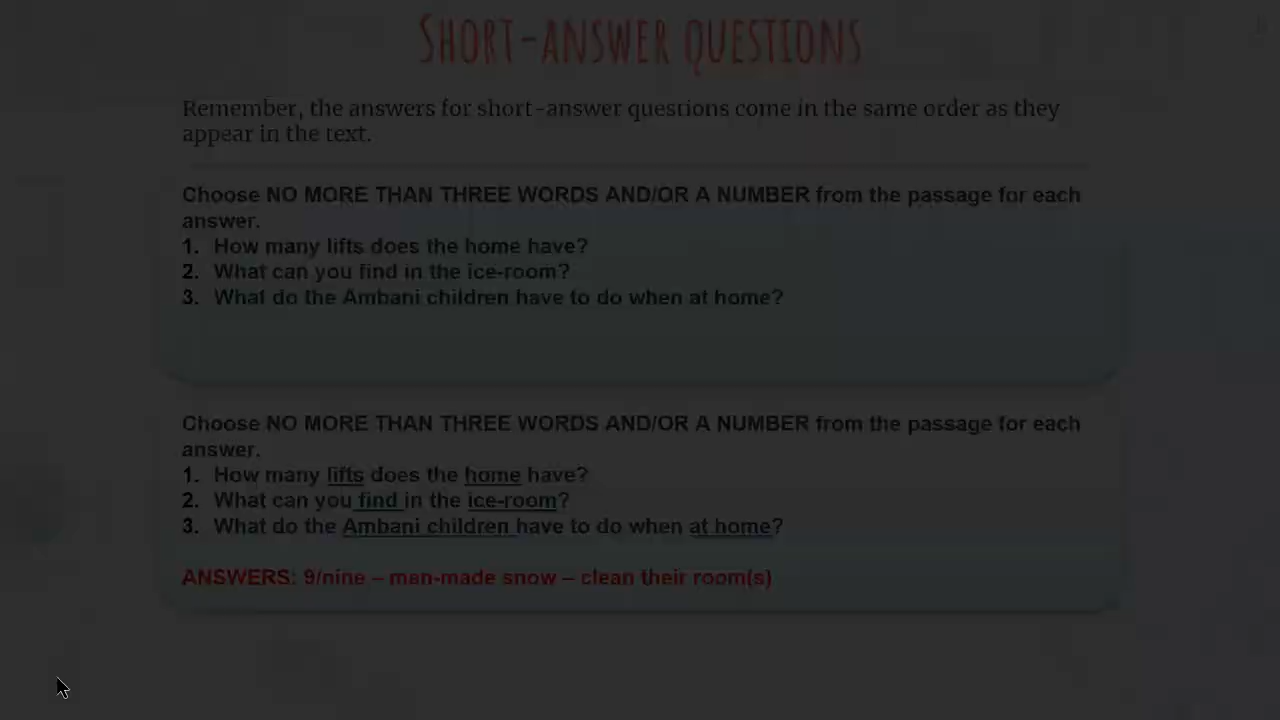 SHORT-ANSWER QUESTIONS
Remember, the answers for short-answer questions come in the same order as they
appear in the text.
Choose NO MORE THAN THREE WORDS AND/OR A NUMBER from the passage for each
answer.
1. How many lifts does the home have?
2. What can you find in the ice-room?
3. What do the Ambani children have to do when at home?
Choose NO MORE THAN THREE WORDS AND/OR A NUMBER from the passage for each
answer.
1. How many lifts does the home have?
2. What can you find in the ice-room?
3. What do the Ambani children have to do when at home?
ANSWERS: 9/nine – man-made snow – clean their room(s)